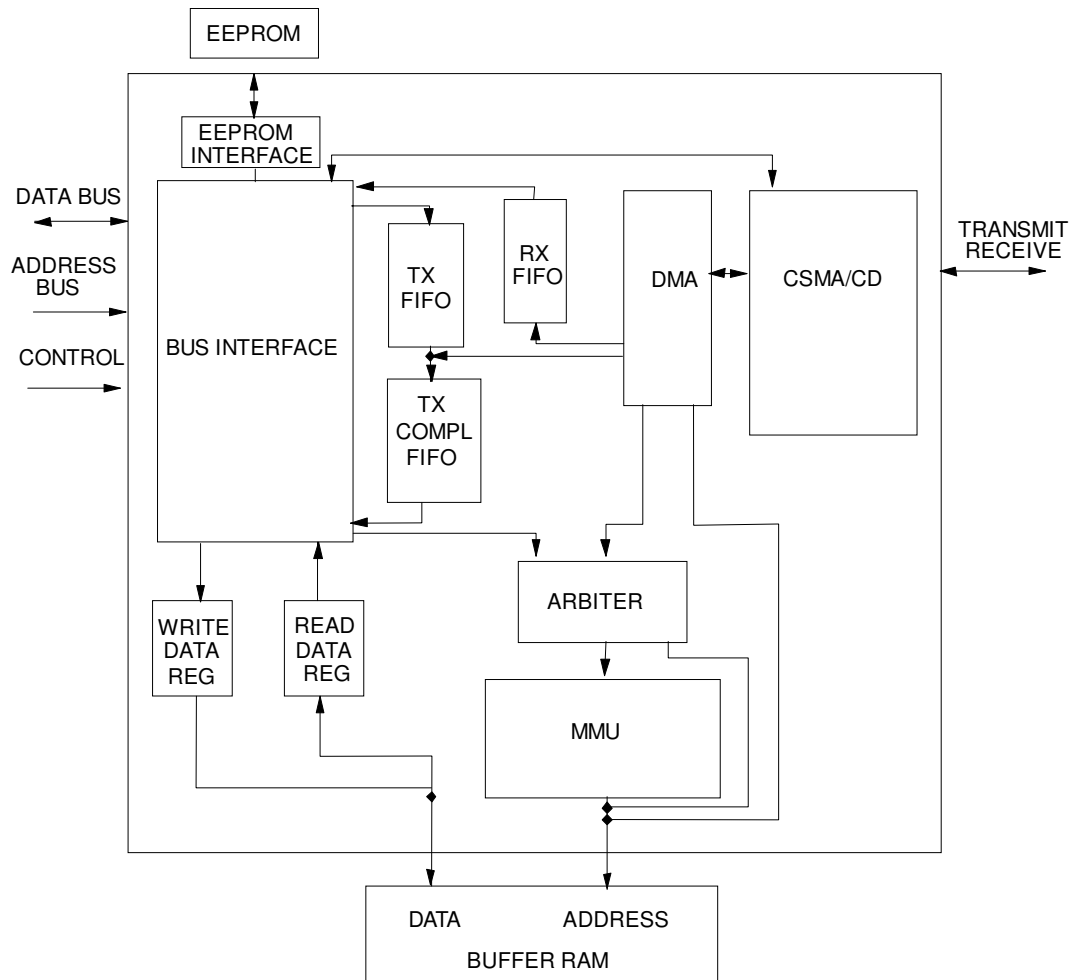 EEPROM
EEPROM
INTERFACE
DATA BUS
ADDRESS
BUS
CONTROL
BUS INTERFACE
TX
FIFO
RX
FIFO
DMA
CSMA/CD
TRANSMIT
RECEIVE
TX
COMPL
FIFO
ARBITER
WRITE
DATA
REG
READ
DATA
REG
MMU
DATA
ADDRESS
BUFFER RAM